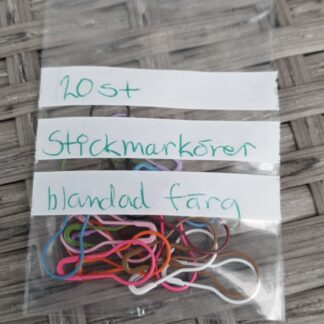 20st
Stickmarkörer
blandad färg